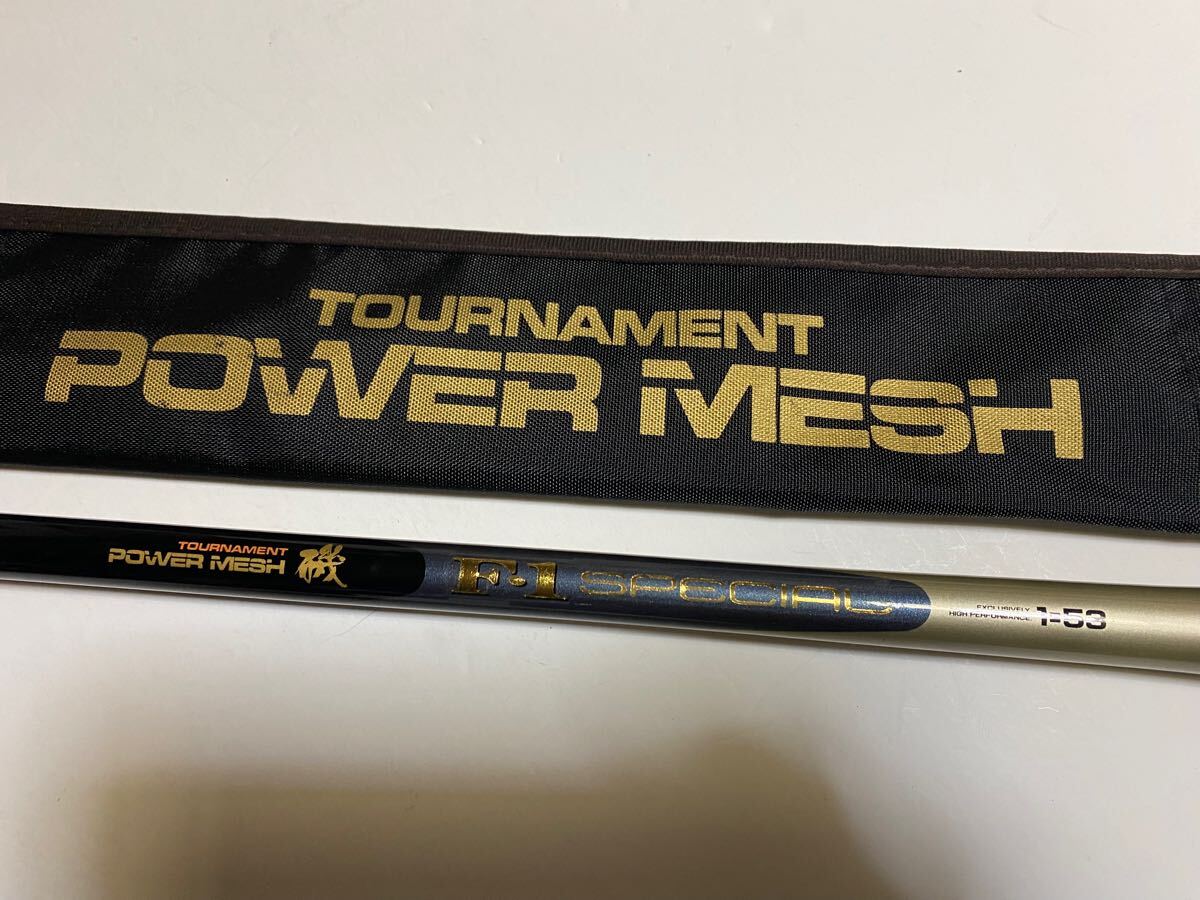 TOURNAMENT
POWER MESH
TOURNAMENT
POWER MESH 磯
F-1 SPECIAL
EXCLUSIVELY
HIGH PERFORMANCE
1-53